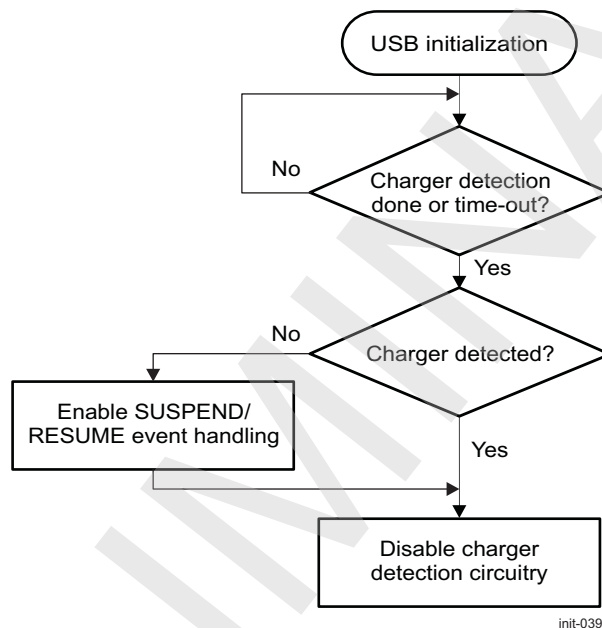 USB initialization
No
Charger detection
done or time-out?
Yes
No
Charger detected?
Enable SUSPEND/
RESUME event handling
Yes
Disable charger
detection circuitry
init-039